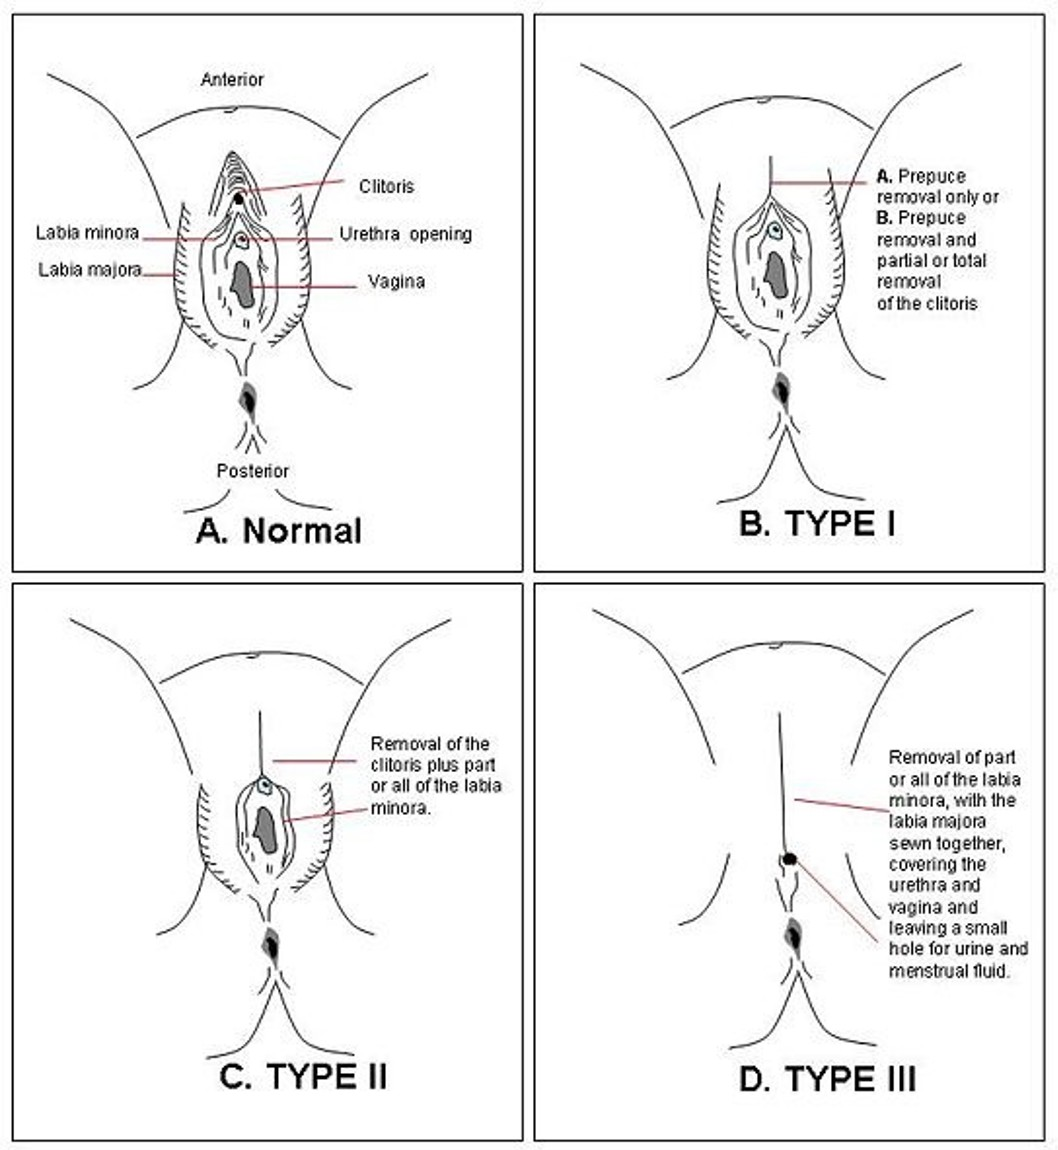 Anterior
Clitoris
Labia minora
Urethra opening
Labia majora
Vagina
Posterior
A. Normal
A. Prepuce
removal only or
B. Prepuce
removal and
partial or total
removal
of the clitoris
B. TYPE I
Removal of the
clitoris plus part
or all of the labia
minora.
C. TYPE II
Removal of part
or all of the labia
minora, with the
labia majora
sewn together,
covering the
urethra and
vagina and
leaving a small
hole for urine and
menstrual fluid.
D. TYPE III